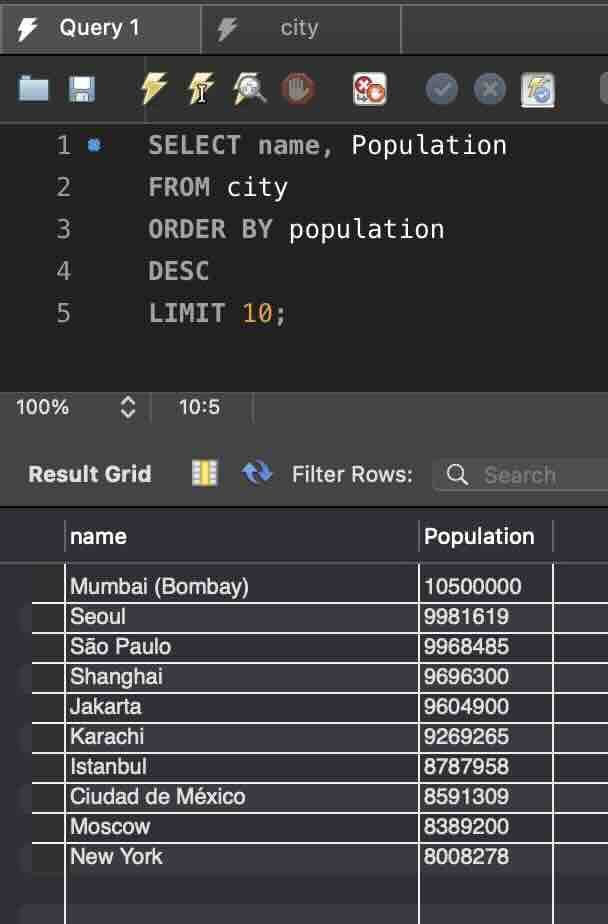 Query 1 city
1 SELECT name, Population
2 FROM city
3 ORDER BY population
4 DESC
5 LIMIT 10;
100% 10:5
Result Grid Filter Rows: Search
name Population
Mumbai (Bombay) 10500000
Seoul 9981619
São Paulo 9968485
Shanghai 9696300
Jakarta 9604900
Karachi 9269265
Istanbul 8787958
Ciudad de México 8591309
Moscow 8389200
New York 8008278